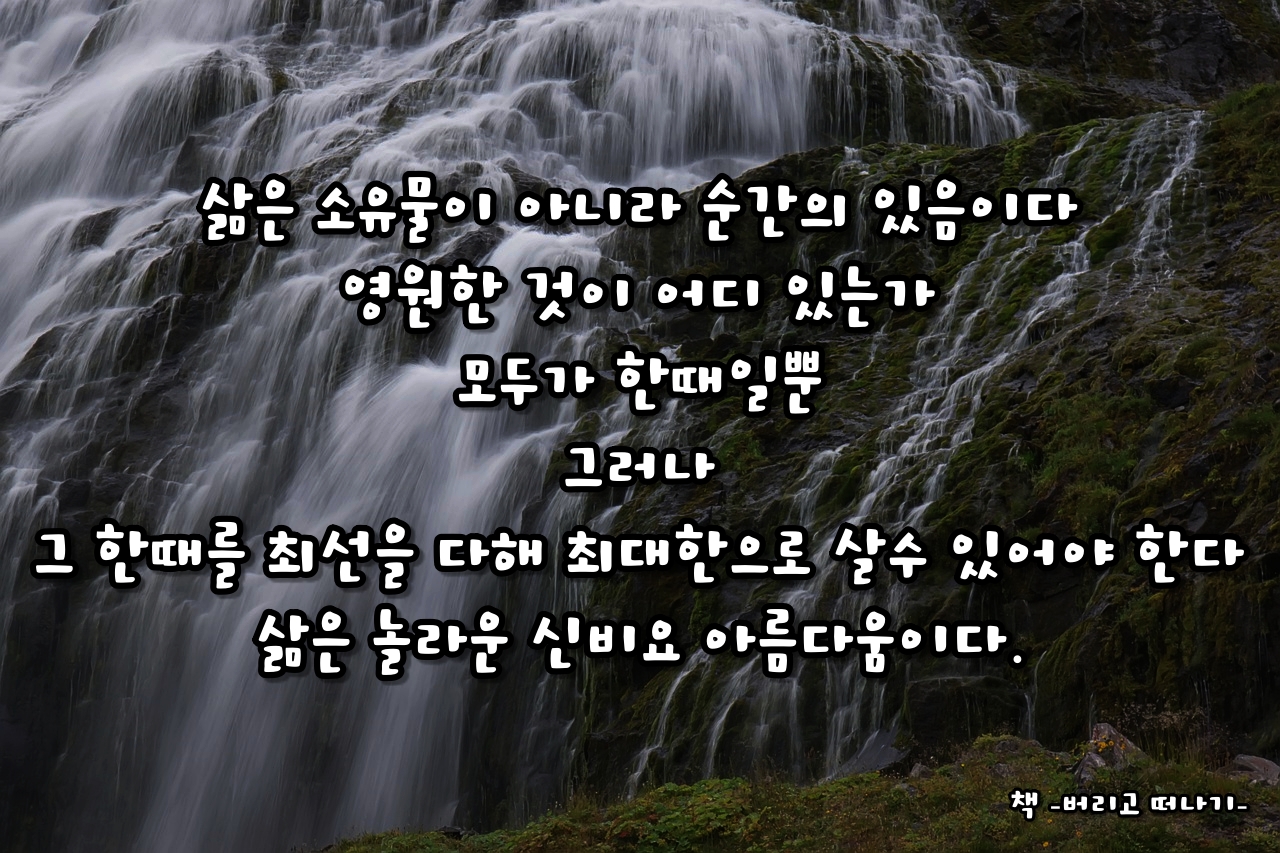 삶은 소유물이 아니라 순간의 있음이다
영원한 것이 어디 있는가
모두가 한때일뿐
그러나
그 한때를 최선을 다해 최대한으로 살수 있어야 한다
삶은 놀라운 신비요 아름다움이다.
책 -버리고 떠나기-